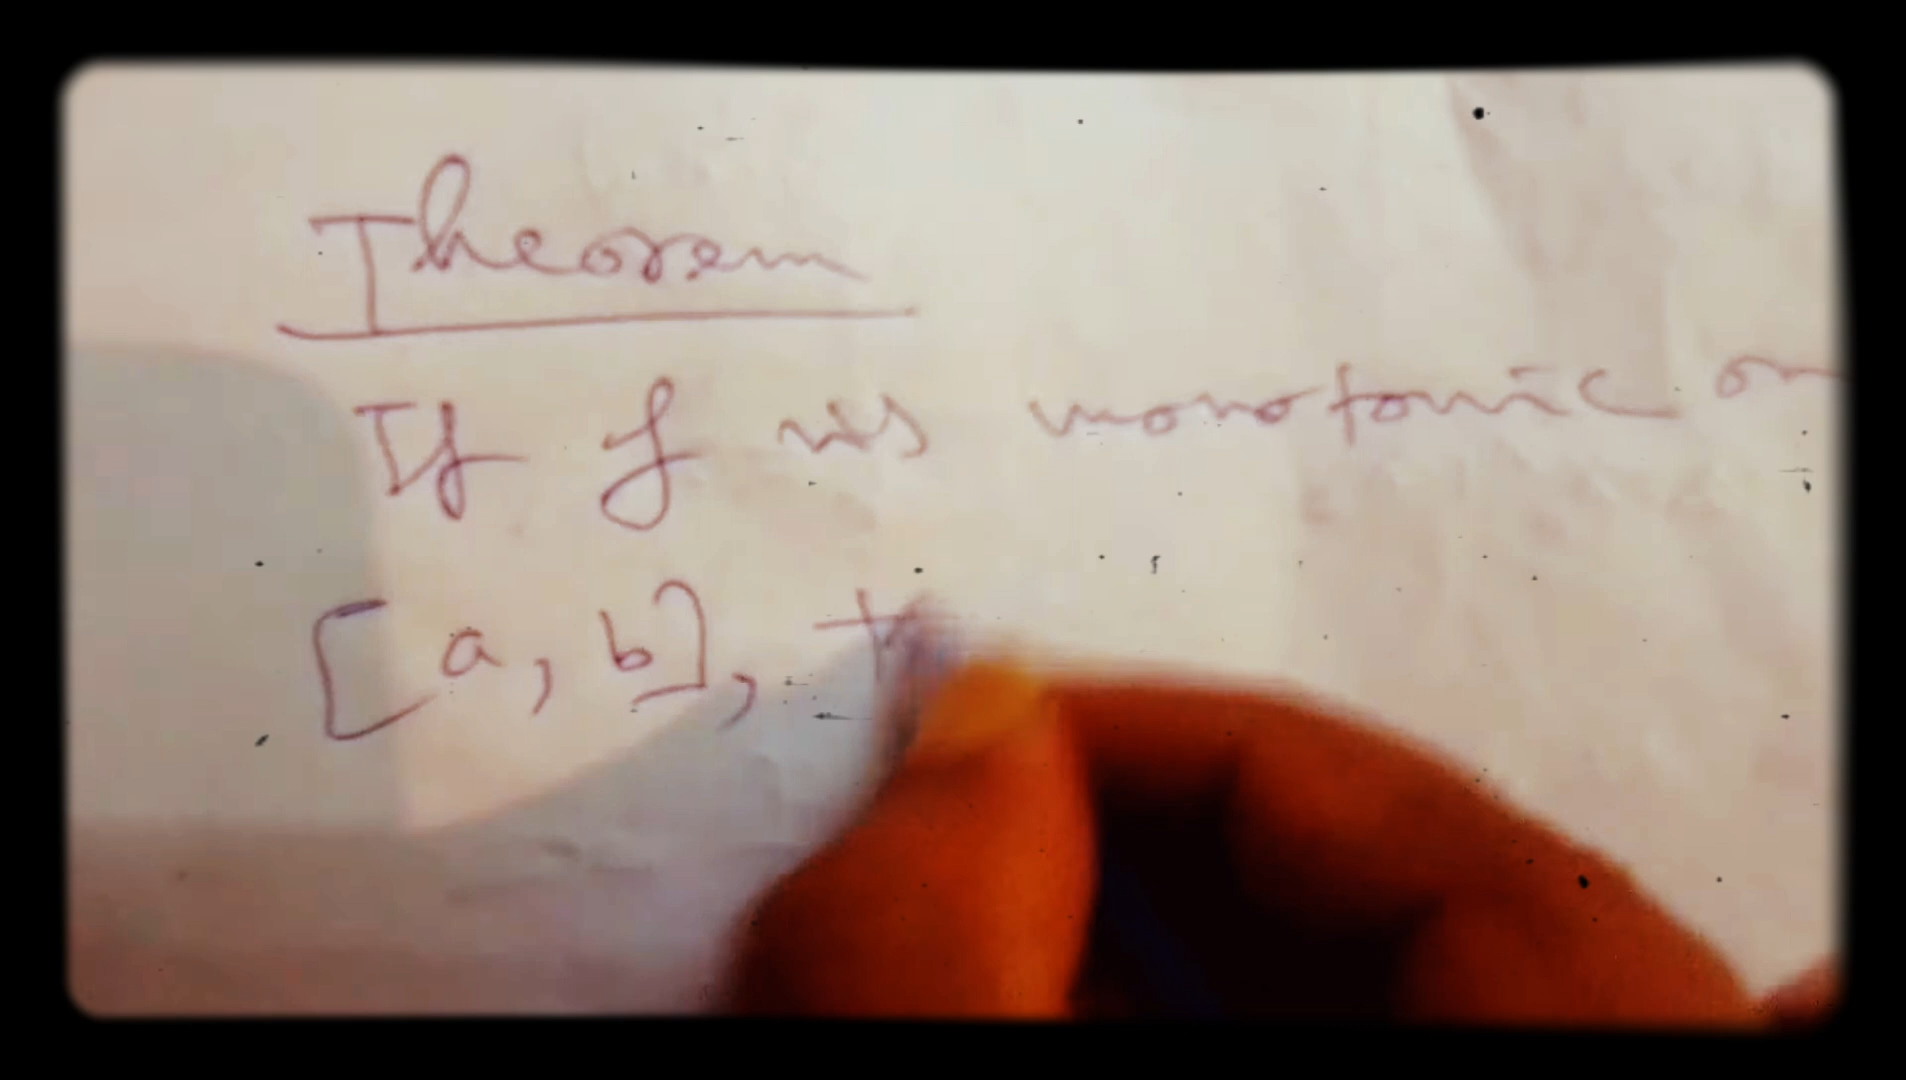 Theorem
If f is monotonic on
[a, b],